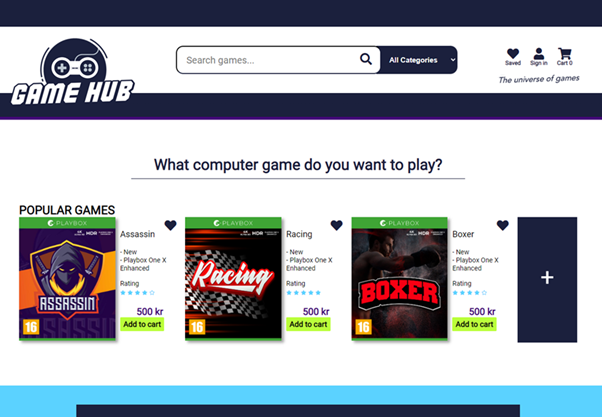 GAME HUB
Search games...
All Categories
Saved
Sign in
Cart 0
The universe of games
What computer game do you want to play?
POPULAR GAMES
PLAYBOX
HDR
ASSASSIN
16
Assassin
- New
- Playbox One X
Enhanced
Rating
500 kr
Add to cart
PLAYBOX
HDR
Racing
16
Racing
- New
- Playbox One X
Enhanced
Rating
500 kr
Add to cart
PLAYBOX
HDR
BOXER
16
Boxer
- New
- Playbox One X
Enhanced
Rating
500 kr
Add to cart
+